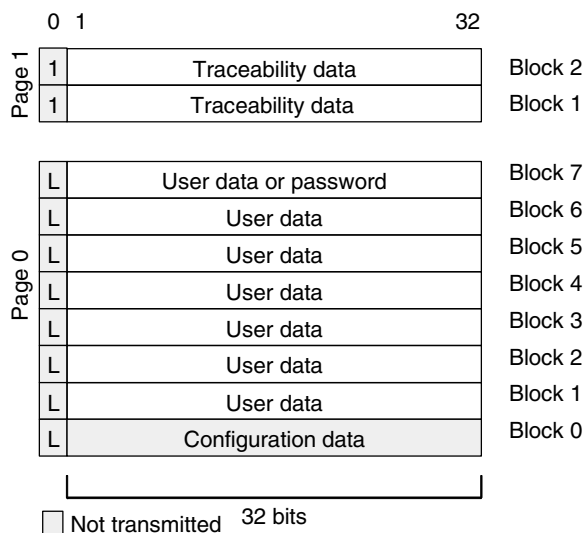 0 1 32
Page 1
1 Traceability data Block 2
1 Traceability data Block 1
Page 0
L User data or password Block 7
L User data Block 6
L User data Block 5
L User data Block 4
L User data Block 3
L User data Block 2
L User data Block 1
L Configuration data Block 0
32 bits
Not transmitted